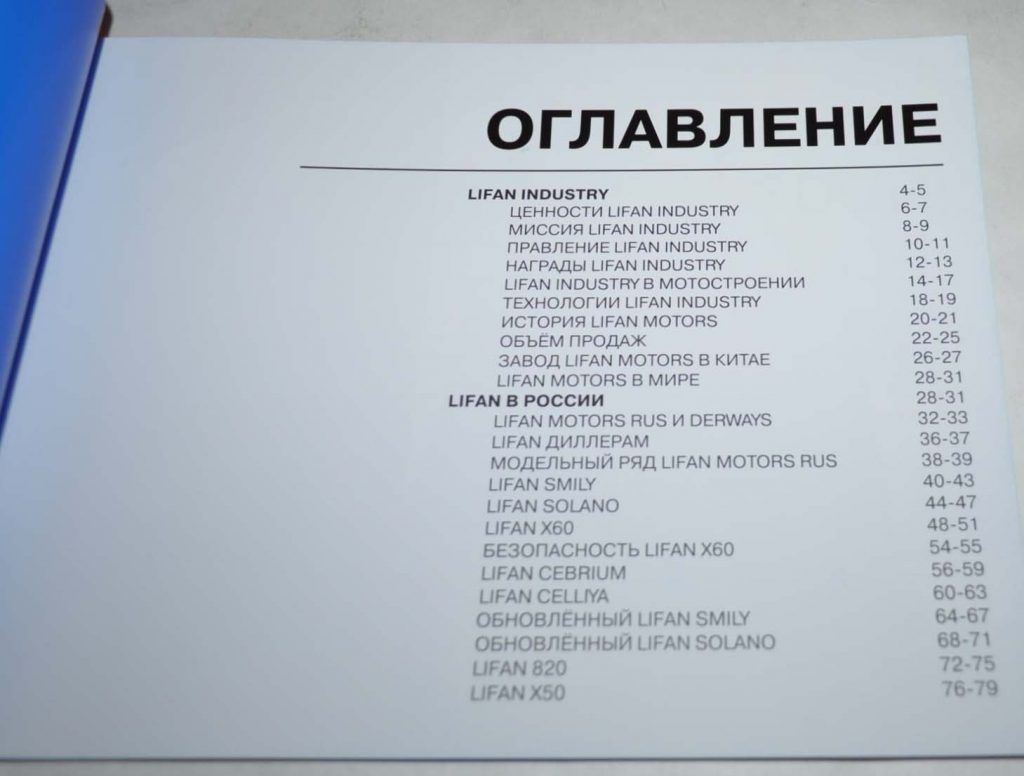 ОГЛАВЛЕНИЕ
LIFAN INDUSTRY 4-5
ЦЕННОСТИ LIFAN INDUSTRY 6-7
МИССИЯ LIFAN INDUSTRY 8-9
ПРАВЛЕНИЕ LIFAN INDUSTRY 10-11
НАГРАДЫ LIFAN INDUSTRY 12-13
LIFAN INDUSTRY В МОТОСТРОЕНИИ 14-17
ТЕХНОЛОГИИ LIFAN INDUSTRY 18-19
ИСТОРИЯ LIFAN MOTORS 20-21
ОБЪЁМ ПРОДАЖ 22-25
ЗАВОД LIFAN MOTORS В КИТАЕ 26-27
LIFAN MOTORS В МИРЕ 28-31
LIFAN В РОССИИ 28-31
LIFAN MOTORS RUS И DERWAYS 32-33
LIFAN ДИЛЛЕРАМ 36-37
МОДЕЛЬНЫЙ РЯД LIFAN MOTORS RUS 38-39
LIFAN SMILY 40-43
LIFAN SOLANO 44-47
LIFAN X60 48-51
БЕЗОПАСНОСТЬ LIFAN X60 54-55
LIFAN CEBRIUM 56-59
LIFAN CELLIYA 60-63
ОБНОВЛЁННЫЙ LIFAN SMILY 64-67
ОБНОВЛЁННЫЙ LIFAN SOLANO 68-71
LIFAN 820 72-75
LIFAN X50 76-79